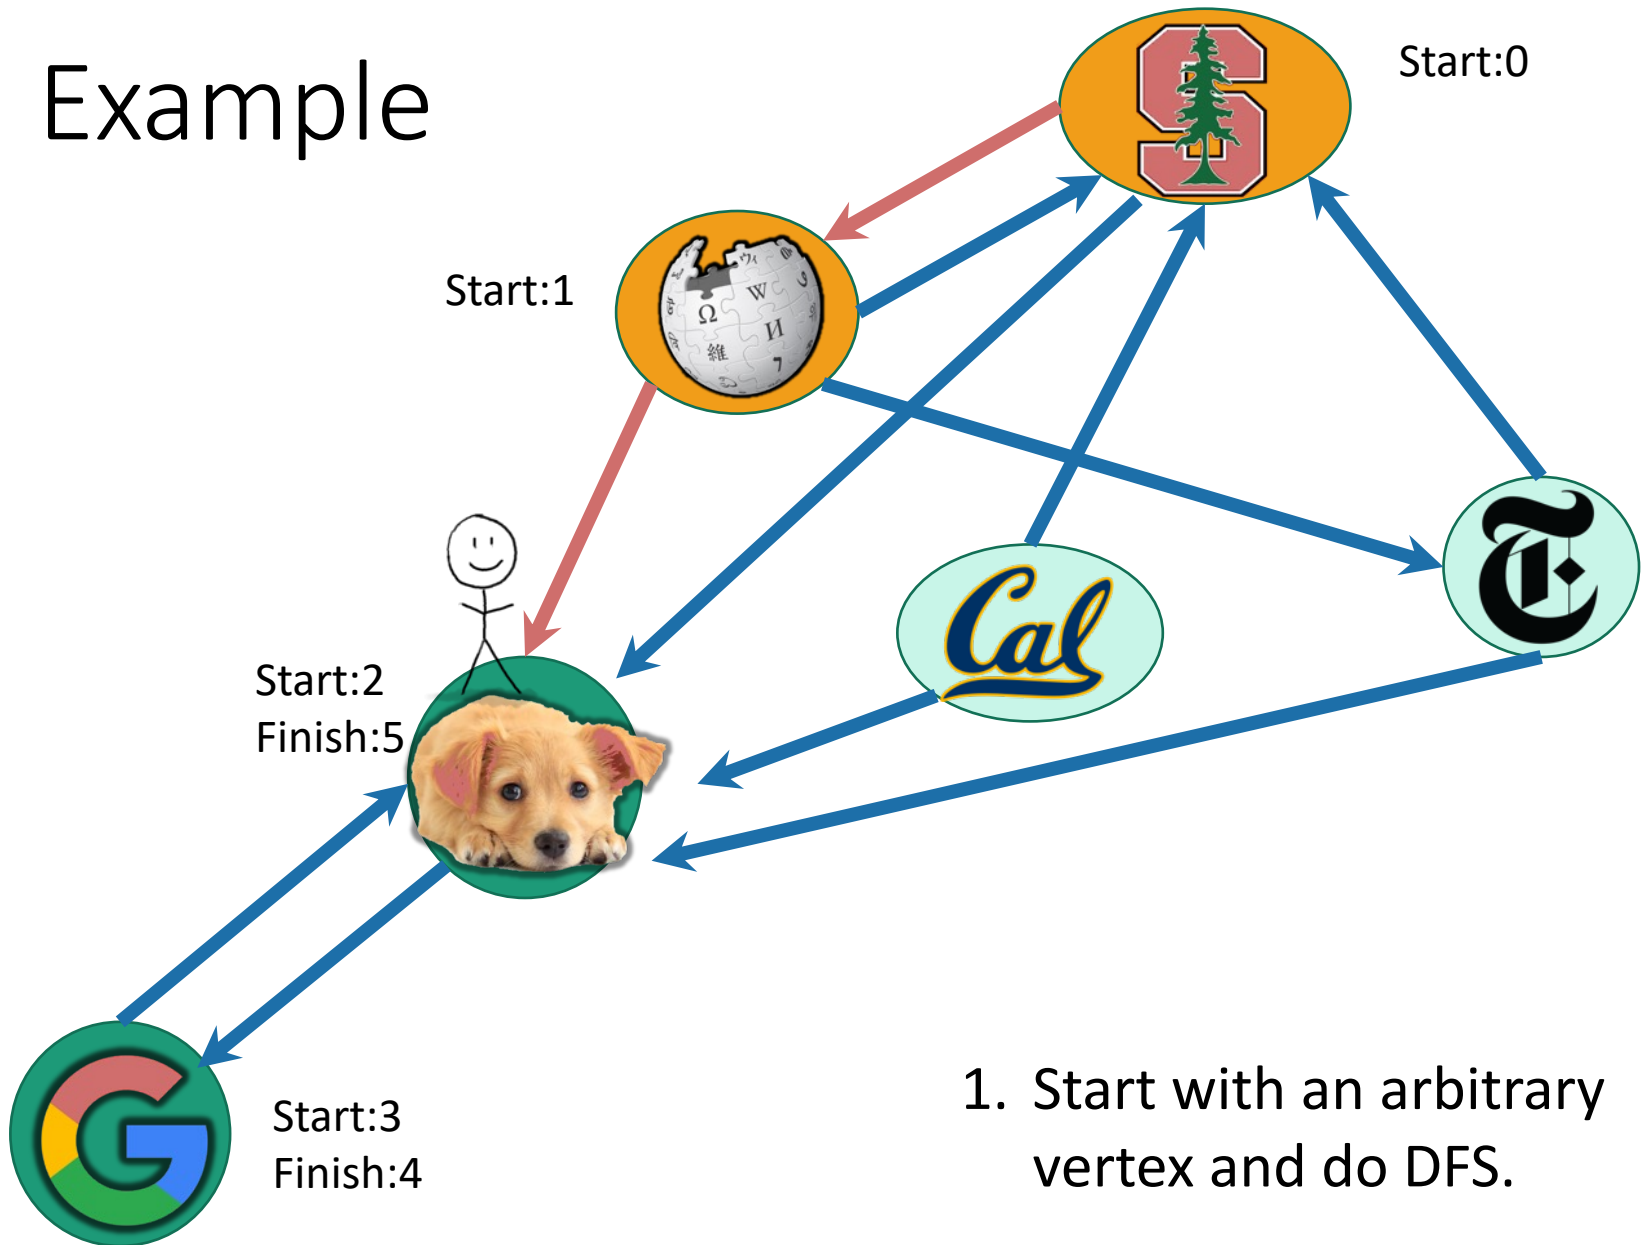 Example
Start:0
Start:1
Ω W И
維
Cal
Start:2
Finish:5
Start:3
Finish:4
1. Start with an arbitrary
vertex and do DFS.